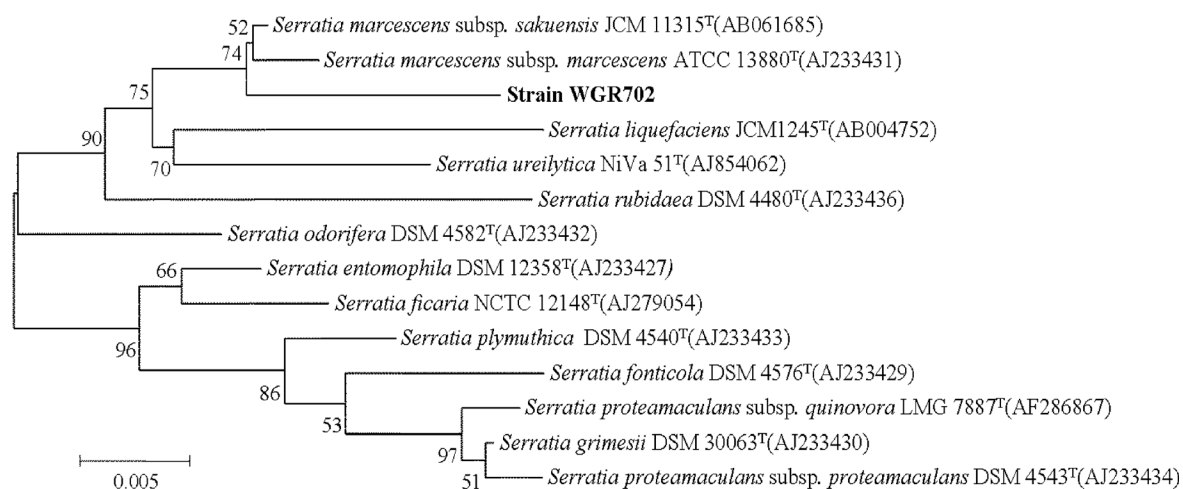 52
Serratia marcescens subsp. sakuensis JCM 11315ᵀ(AB061685)
74
Serratia marcescens subsp. marcescens ATCC 13880ᵀ(AJ233431)
75
Strain WGR702
90
Serratia liquefaciens JCM1245ᵀ(AB004752)
70
Serratia ureilytica NiVa 51ᵀ(AJ854062)
Serratia rubidaea DSM 4480ᵀ(AJ233436)
Serratia odorifera DSM 4582ᵀ(AJ233432)
66
Serratia entomophila DSM 12358ᵀ(AJ233427)
Serratia ficaria NCTC 12148ᵀ(AJ279054)
96
Serratia plymuthica DSM 4540ᵀ(AJ233433)
86
Serratia fonticola DSM 4576ᵀ(AJ233429)
53
Serratia proteamaculans subsp. quinovora LMG 7887ᵀ(AF286867)
97
Serratia grimesii DSM 30063ᵀ(AJ233430)
51
Serratia proteamaculans subsp. proteamaculans DSM 4543ᵀ(AJ233434)
0.005